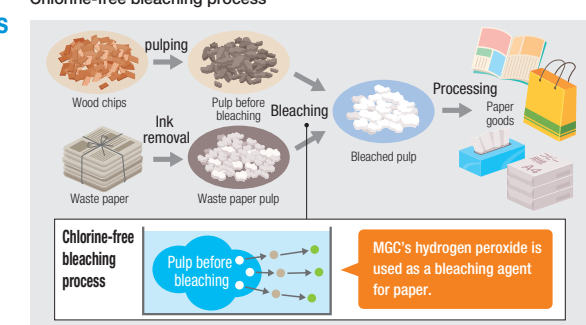 Chlorine-free bleaching process
s
pulping
Wood chips
Pulp before
bleaching
Bleaching
Ink
removal
Waste paper
Waste paper pulp
Bleached pulp
Processing
Paper
goods
A4
Chlorine-free
bleaching
process
Pulp before
bleaching
MGC's hydrogen peroxide is
used as a bleaching agent
for paper.